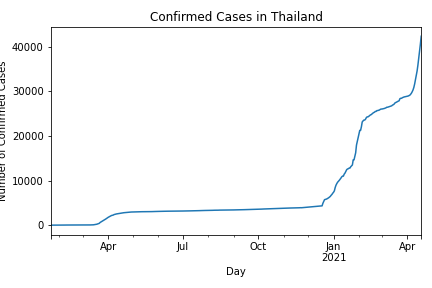 Confirmed Cases in Thailand
Number of Confirmed Cases
40000
30000
20000
10000
0
Apr
Jul
Oct
Jan
2021
Apr
Day